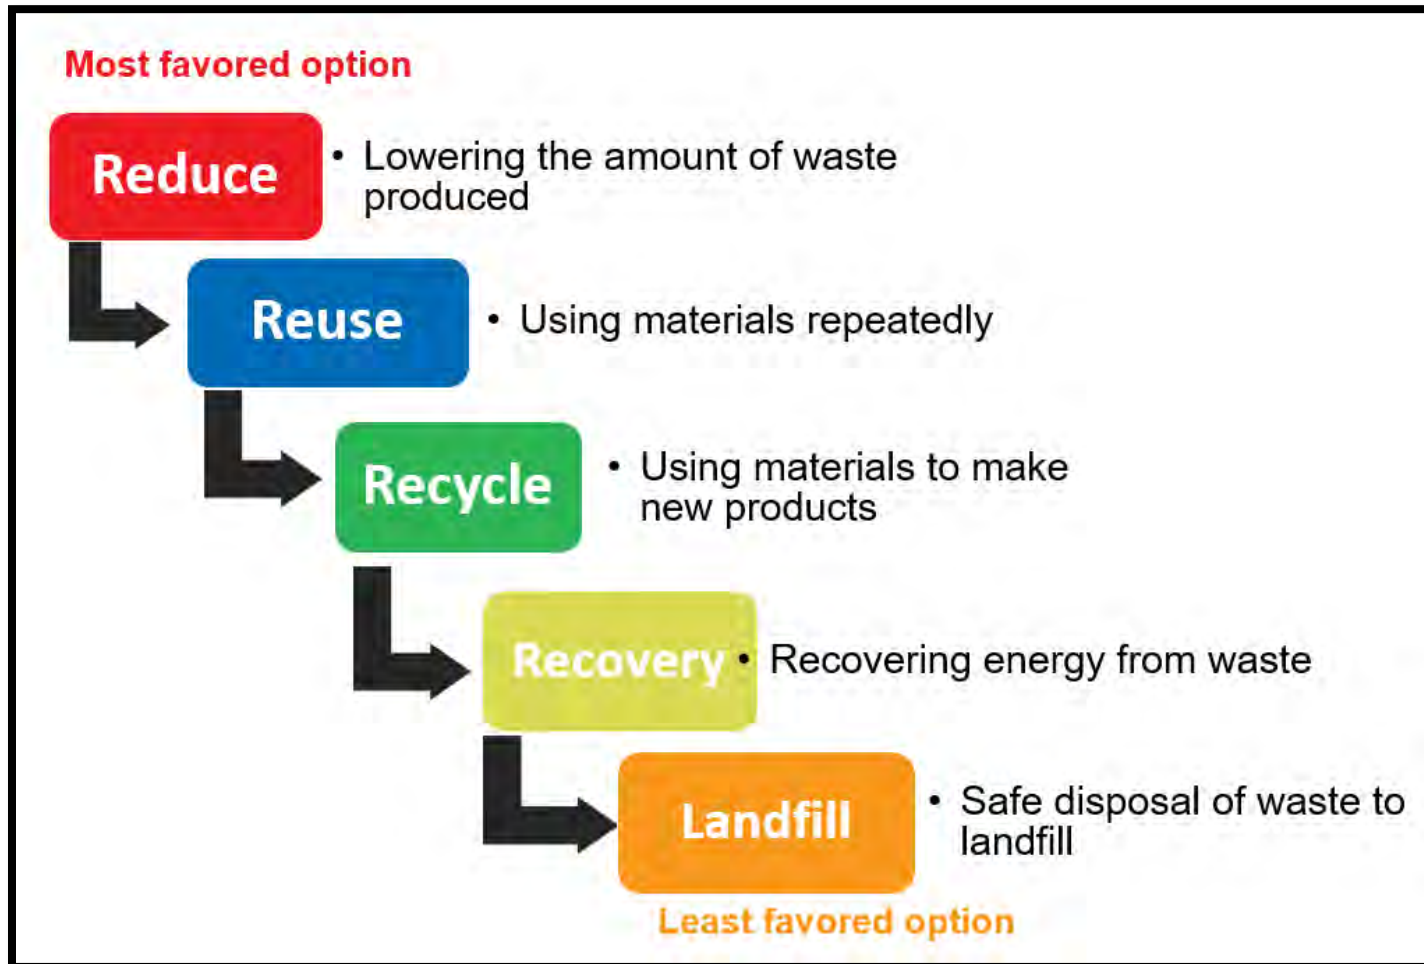 Most favored option
Reduce
• Lowering the amount of waste
produced
Reuse
• Using materials repeatedly
Recycle
• Using materials to make
new products
Recovery
• Recovering energy from waste
Landfill
• Safe disposal of waste to
landfill
Least favored option